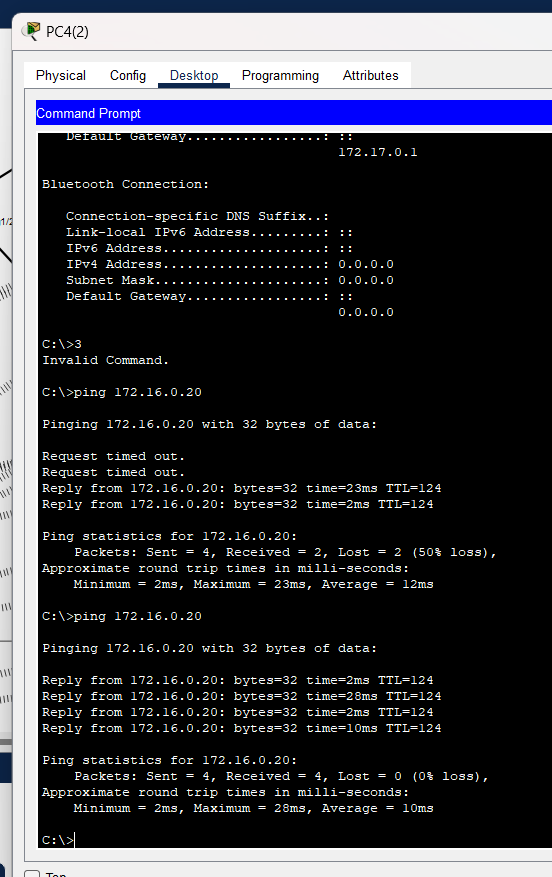 PC4(2)
Physical Config Desktop Programming Attributes
Command Prompt
Default Gateway.................: ::
172.17.0.1
Bluetooth Connection:
Connection-specific DNS Suffix..:
Link-local IPv6 Address.........: ::
IPv6 Address....................: ::
IPv4 Address....................: 0.0.0.0
Subnet Mask.....................: 0.0.0.0
Default Gateway.................: ::
0.0.0.0
C:\>3
Invalid Command.
C:\>ping 172.16.0.20
Pinging 172.16.0.20 with 32 bytes of data:
Request timed out.
Request timed out.
Reply from 172.16.0.20: bytes=32 time=23ms TTL=124
Reply from 172.16.0.20: bytes=32 time=2ms TTL=124
Ping statistics for 172.16.0.20:
Packets: Sent = 4, Received = 2, Lost = 2 (50% loss),
Approximate round trip times in milli-seconds:
Minimum = 2ms, Maximum = 23ms, Average = 12ms
C:\>ping 172.16.0.20
Pinging 172.16.0.20 with 32 bytes of data:
Reply from 172.16.0.20: bytes=32 time=2ms TTL=124
Reply from 172.16.0.20: bytes=32 time=28ms TTL=124
Reply from 172.16.0.20: bytes=32 time=2ms TTL=124
Reply from 172.16.0.20: bytes=32 time=10ms TTL=124
Ping statistics for 172.16.0.20:
Packets: Sent = 4, Received = 4, Lost = 0 (0% loss),
Approximate round trip times in milli-seconds:
Minimum = 2ms, Maximum = 28ms, Average = 10ms
C:\>
Top